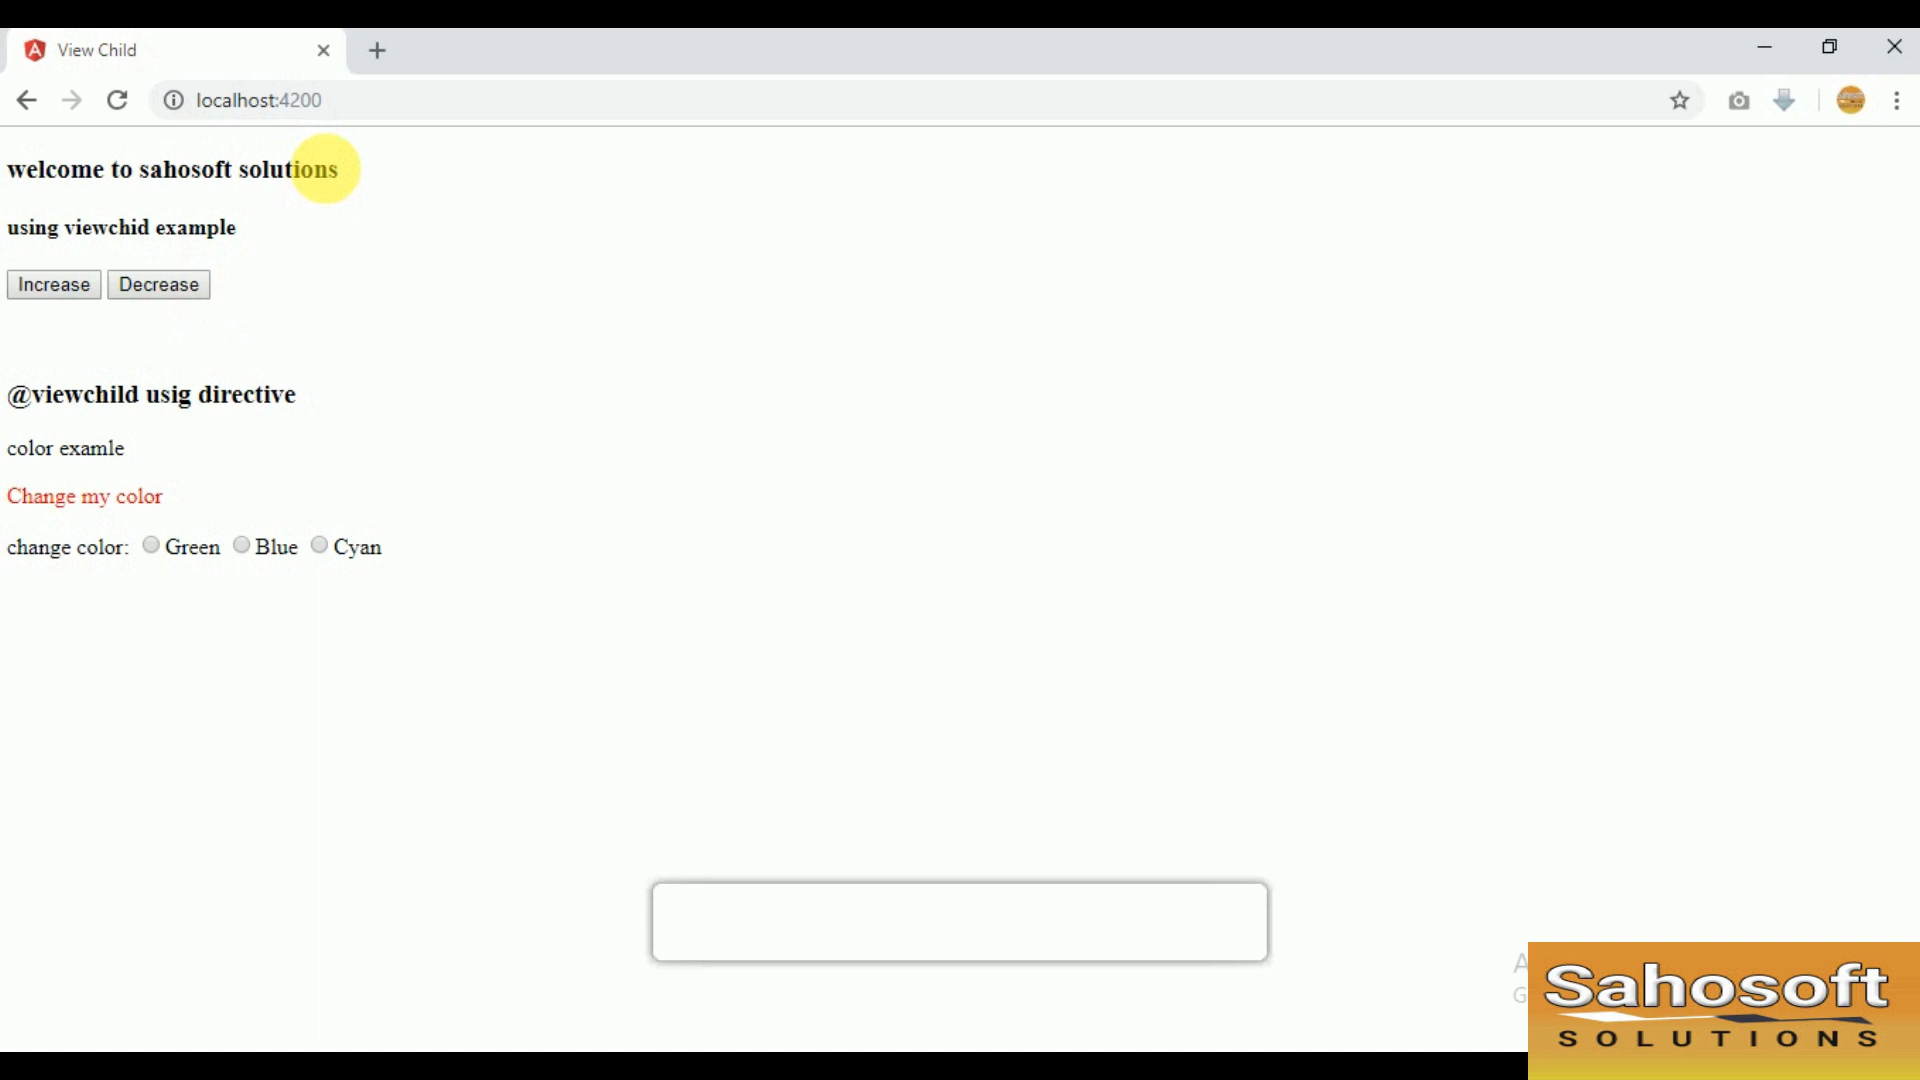 View Child
localhost:4200
welcome to sahosoft solutions
using viewchid example
Increase Decrease
@viewchild usig directive
color examle
Change my color
change color: Green Blue Cyan
Sahosoft
SOLUTIONS